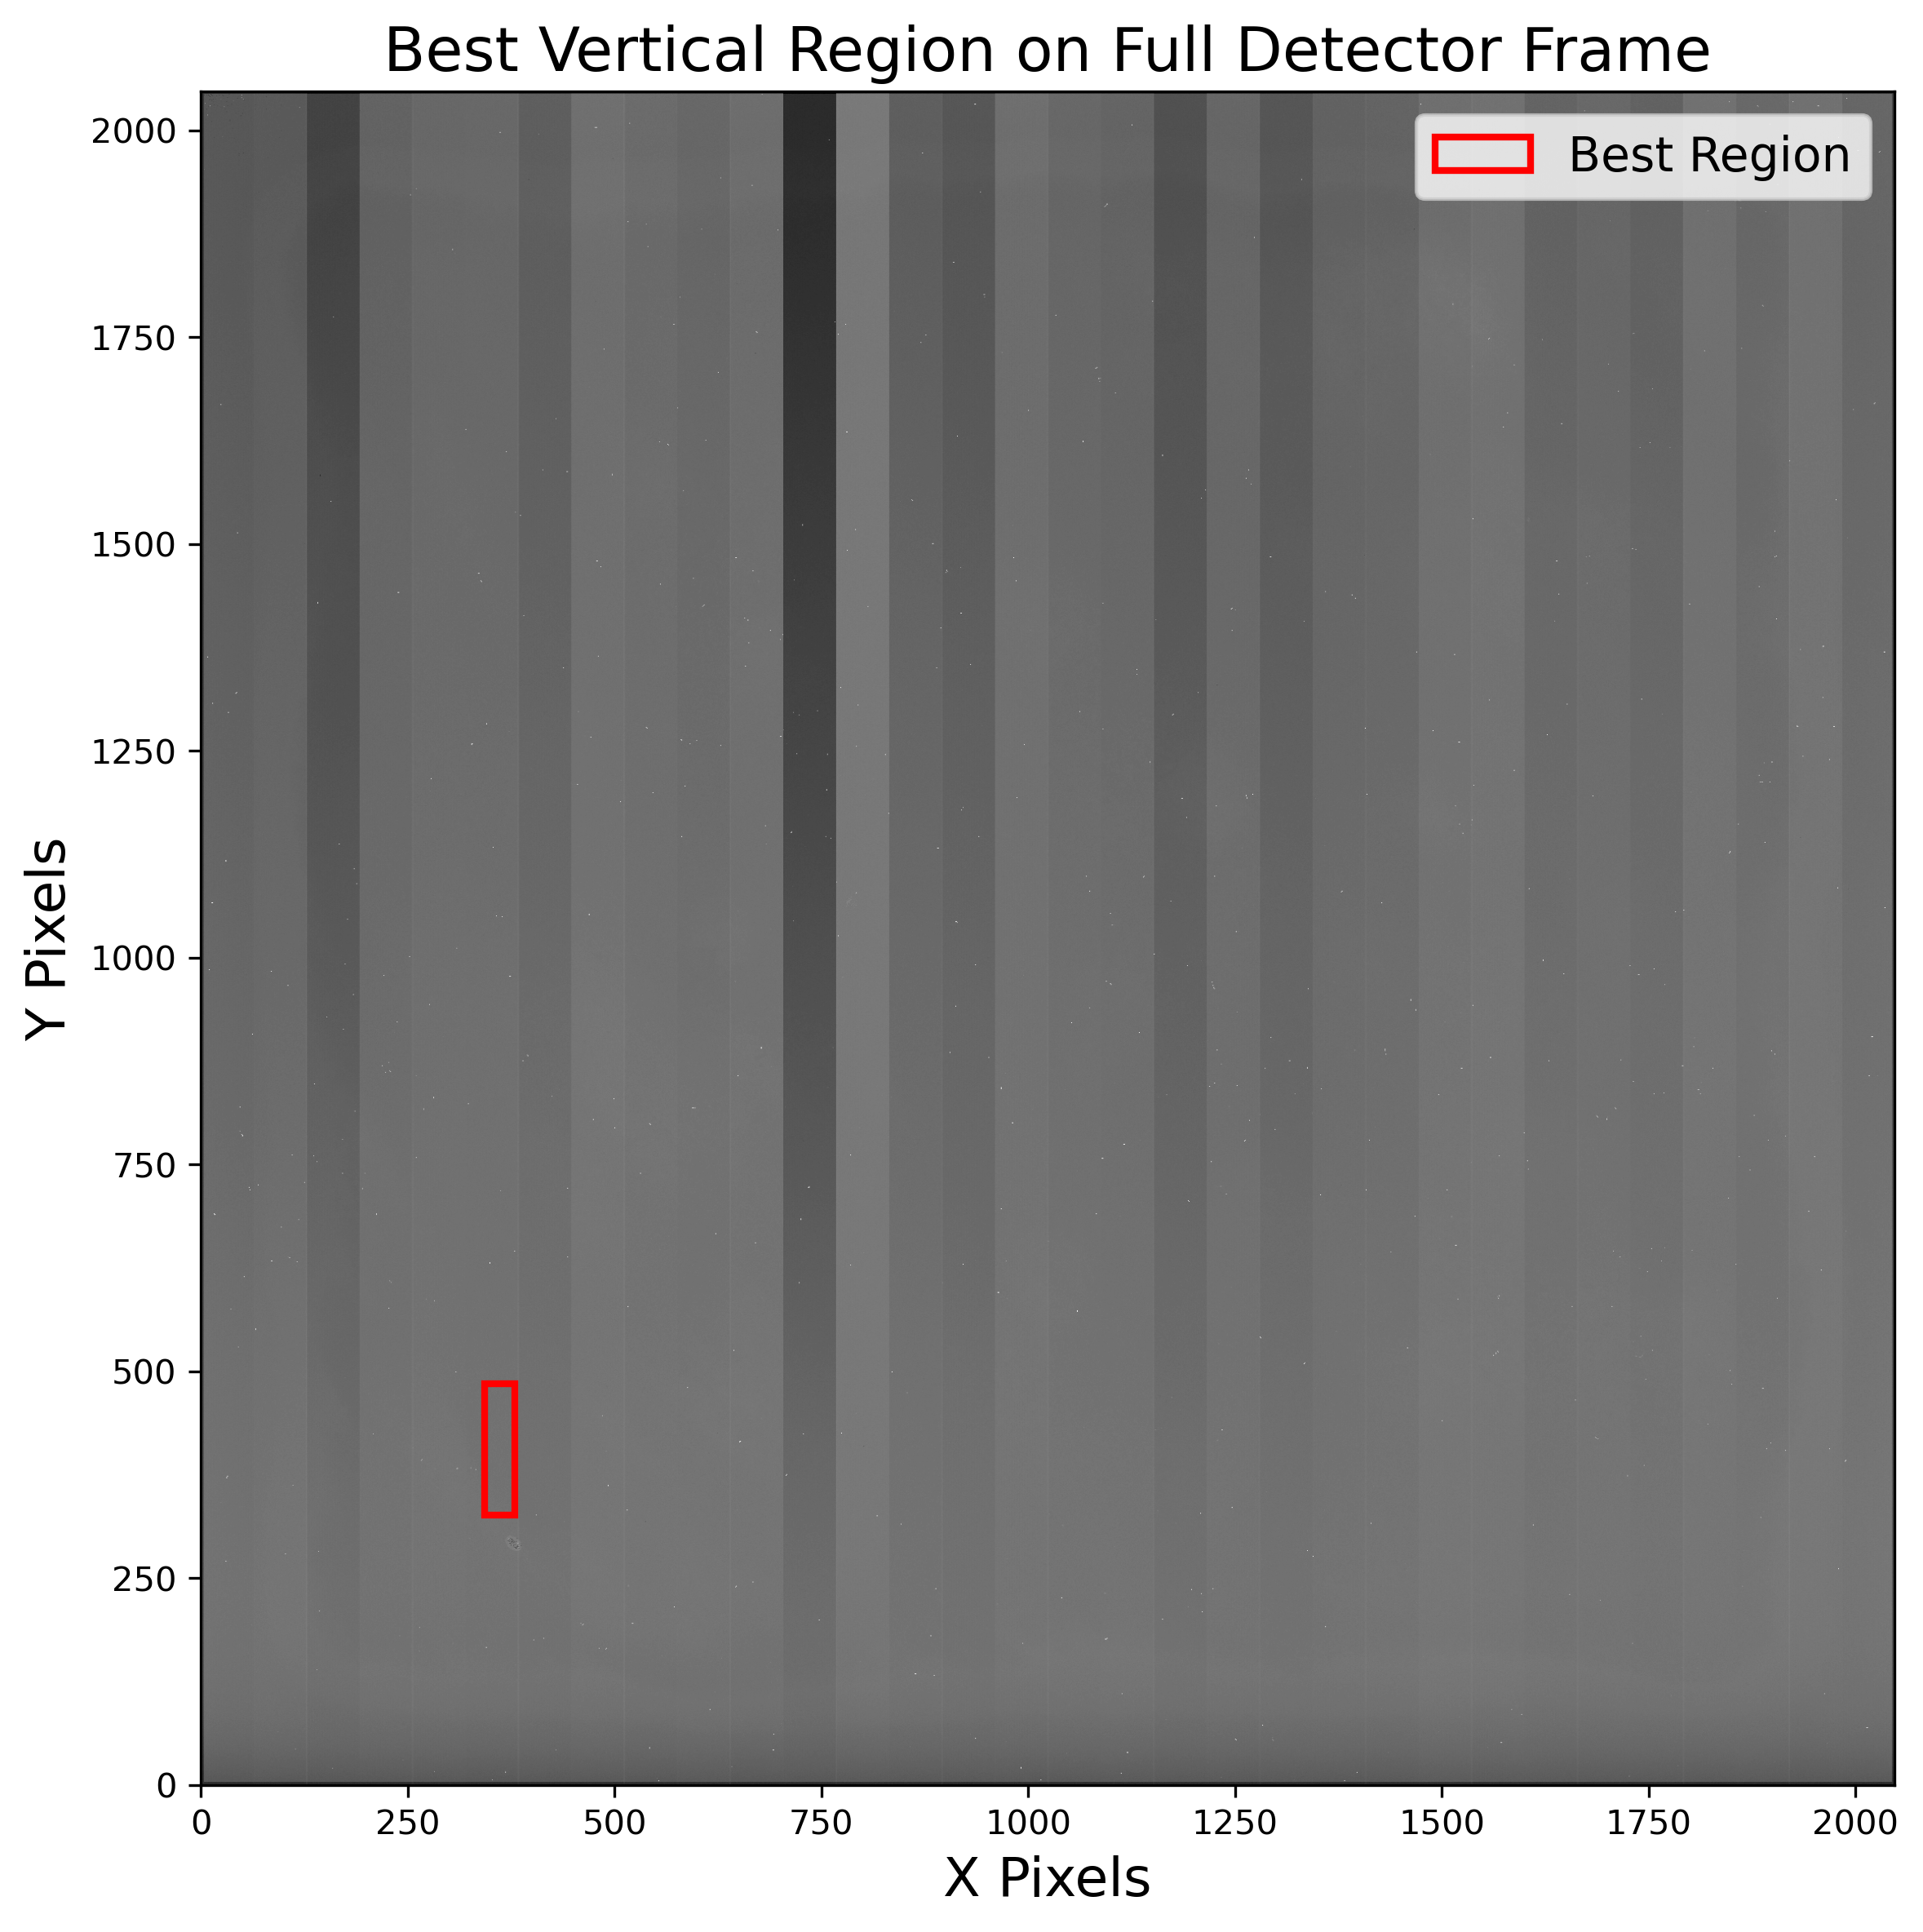 Best Vertical Region on Full Detector Frame
Best Region
Y Pixels
2000
1750
1500
1250
1000
750
500
250
0
0 250 500 750 1000 1250 1500 1750 2000
X Pixels